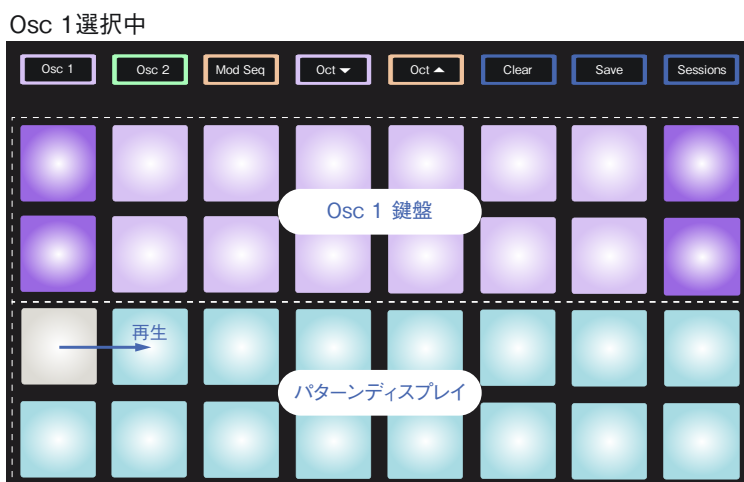 Osc 1選択中
Osc 1
Osc 2
Mod Seq
Oct ▼
Oct ▲
Clear
Save
Sessions
Osc 1 鍵盤
再生
パターンディスプレイ